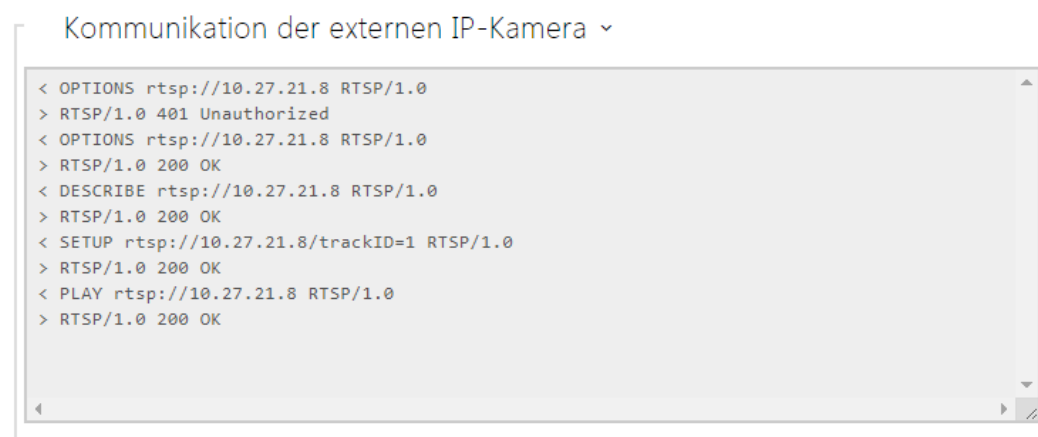 Kommunikation der externen IP-Kamera
< OPTIONS rtsp://10.27.21.8 RTSP/1.0
> RTSP/1.0 401 Unauthorized
< OPTIONS rtsp://10.27.21.8 RTSP/1.0
> RTSP/1.0 200 OK
< DESCRIBE rtsp://10.27.21.8 RTSP/1.0
> RTSP/1.0 200 OK
< SETUP rtsp://10.27.21.8/trackID=1 RTSP/1.0
> RTSP/1.0 200 OK
< PLAY rtsp://10.27.21.8 RTSP/1.0
> RTSP/1.0 200 OK